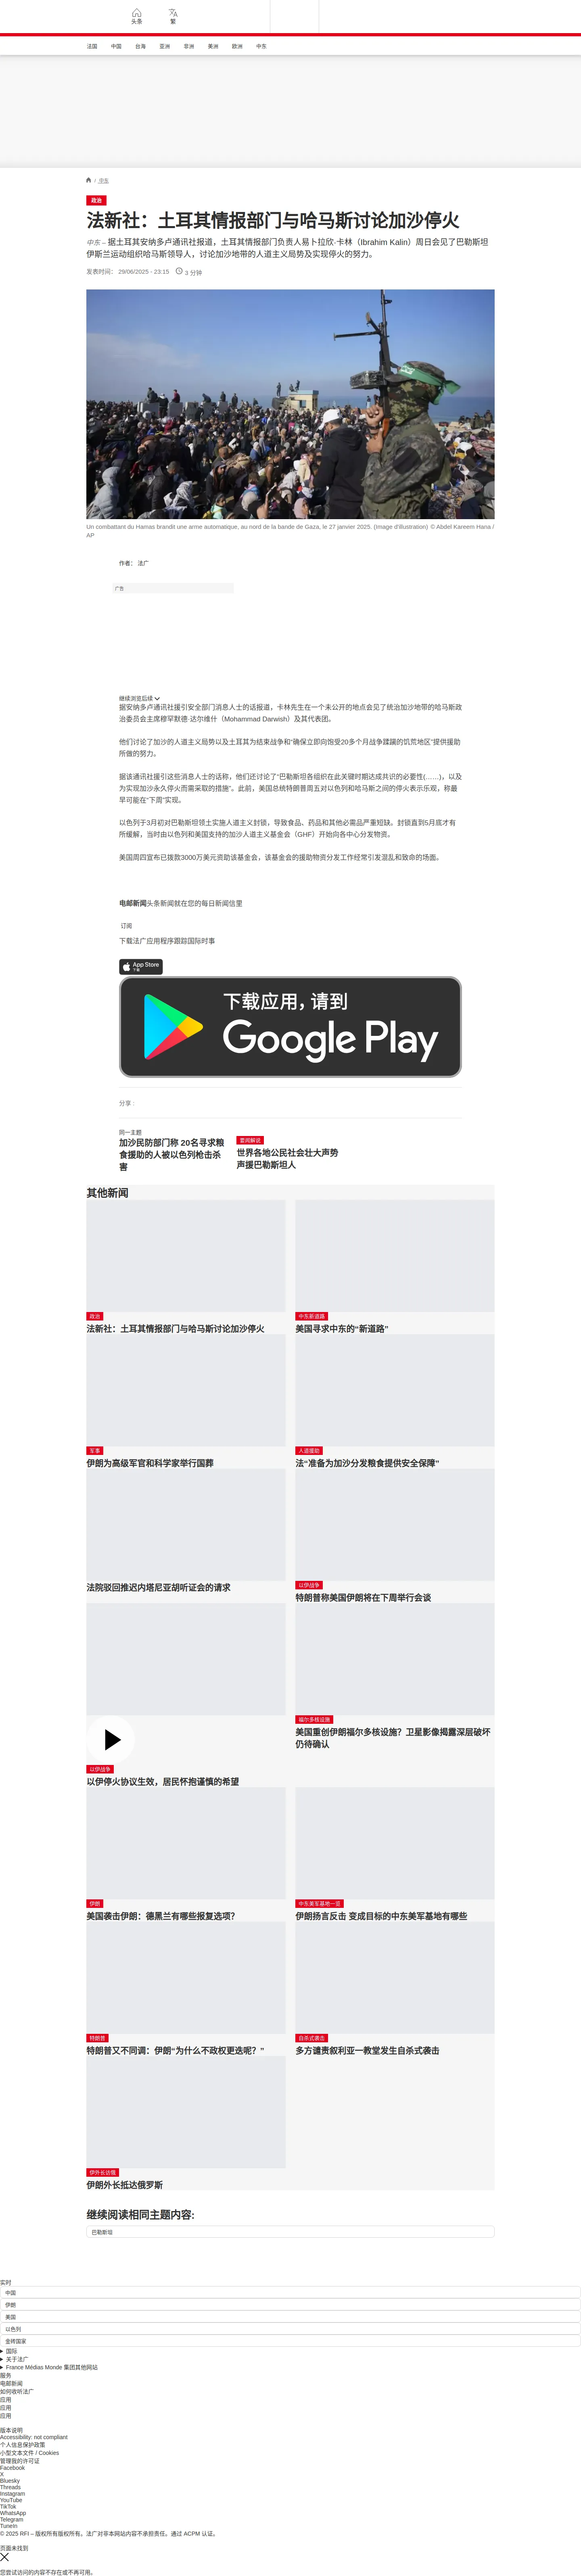 头条
繁
法国
中国
台海
亚洲
非洲
美洲
欧洲
中东
/ 中东
政治
法新社：土耳其情报部门与哈马斯讨论加沙停火
中东 – 据土耳其安纳多卢通讯社报道，土耳其情报部门负责人易卜拉欣·卡林（Ibrahim Kalin）周日会见了巴勒斯坦
伊斯兰运动组织哈马斯领导人，讨论加沙地带的人道主义局势及实现停火的努力。
发表时间： 29/06/2025 - 23:15
3 分钟
Un combattant du Hamas brandit une arme automatique, au nord de la bande de Gaza, le 27 janvier 2025. (Image d'illustration) © Abdel Kareem Hana /
AP
作者： 法广
广告
继续浏览后续
据安纳多卢通讯社援引安全部门消息人士的话报道，卡林先生在一个未公开的地点会见了统治加沙地带的哈马斯政
治委员会主席穆罕默德·达尔维什（Mohammad Darwish）及其代表团。
他们讨论了加沙的人道主义局势以及土耳其为结束战争和“确保立即向饱受20多个月战争蹂躏的饥荒地区”提供援助
所做的努力。
据该通讯社援引这些消息人士的话称，他们还讨论了“巴勒斯坦各组织在此关键时期达成共识的必要性(……)，以及
为实现加沙永久停火而需采取的措施”。此前，美国总统特朗普周五对以色列和哈马斯之间的停火表示乐观，称最
早可能在“下周”实现。
以色列于3月初对巴勒斯坦领土实施人道主义封锁，导致食品、药品和其他必需品严重短缺。封锁直到5月底才有
所缓解，当时由以色列和美国支持的加沙人道主义基金会（GHF）开始向各中心分发物资。
美国周四宣布已拨款3000万美元资助该基金会，该基金会的援助物资分发工作经常引发混乱和致命的场面。
电邮新闻头条新闻就在您的每日新闻信里
订阅
下载法广应用程序跟踪国际时事
App Store
下载
下载应用，请到
Google Play
分享 :
同一主题
加沙民防部门称 20名寻求粮
食援助的人被以色列枪击杀
害
要闻解说
世界各地公民社会壮大声势
声援巴勒斯坦人
其他新闻
政治
法新社：土耳其情报部门与哈马斯讨论加沙停火
中东新道路
美国寻求中东的“新道路”
军事
伊朗为高级军官和科学家举行国葬
人道援助
法“准备为加沙分发粮食提供安全保障”
法院驳回推迟内塔尼亚胡听证会的请求
以伊战争
特朗普称美国伊朗将在下周举行会谈
以伊战争
以伊停火协议生效，居民怀抱谨慎的希望
福尔多核设施
美国重创伊朗福尔多核设施？卫星影像揭露深层破坏
仍待确认
伊朗
美国袭击伊朗：德黑兰有哪些报复选项？
中东美军基地一览
伊朗扬言反击 变成目标的中东美军基地有哪些
特朗普
特朗普又不同调：伊朗“为什么不政权更迭呢？”
自杀式袭击
多方谴责叙利亚一教堂发生自杀式袭击
伊外长访俄
伊朗外长抵达俄罗斯
继续阅读相同主题内容:
巴勒斯坦
实时
中国
伊朗
美国
以色列
金砖国家
国际
关于法广
France Médias Monde 集团其他网站
服务
电邮新闻
如何收听法广
应用
应用
应用
版本说明
Accessibility: not compliant
个人信息保护政策
小型文本文件 / Cookies
管理我的许可证
Facebook
X
Bluesky
Threads
Instagram
YouTube
TikTok
WhatsApp
Telegram
TuneIn
© 2025 RFI – 版权所有版权所有。法广对非本网站内容不承担责任。通过 ACPM 认证。
页面未找到
您尝试访问的内容不存在或不再可用。